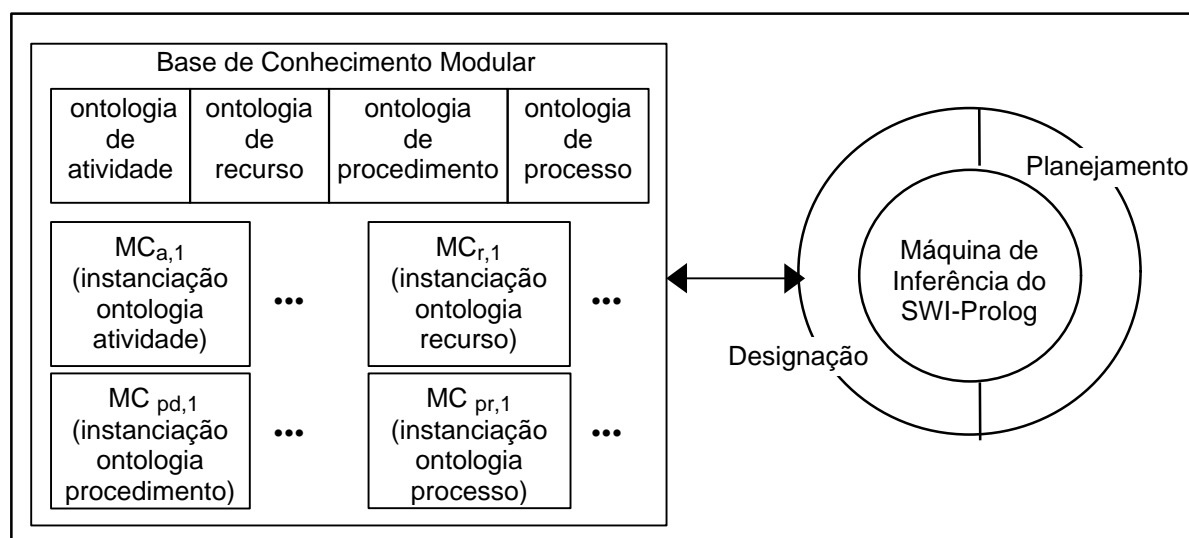 Base de Conhecimento Modular
ontologia
de
atividade
ontologia
de
recurso
ontologia
de
procedimento
ontologia
de
processo
MCa,1
(instanciação
ontologia
atividade)
...
MCr,1
(instanciação
ontologia
recurso)
...
MC pd,1
(instanciação
ontologia
procedimento)
...
MC pr,1
(instanciação
ontologia
processo)
...
Planejamento
Máquina de
Inferência do
SWI-Prolog
Designação